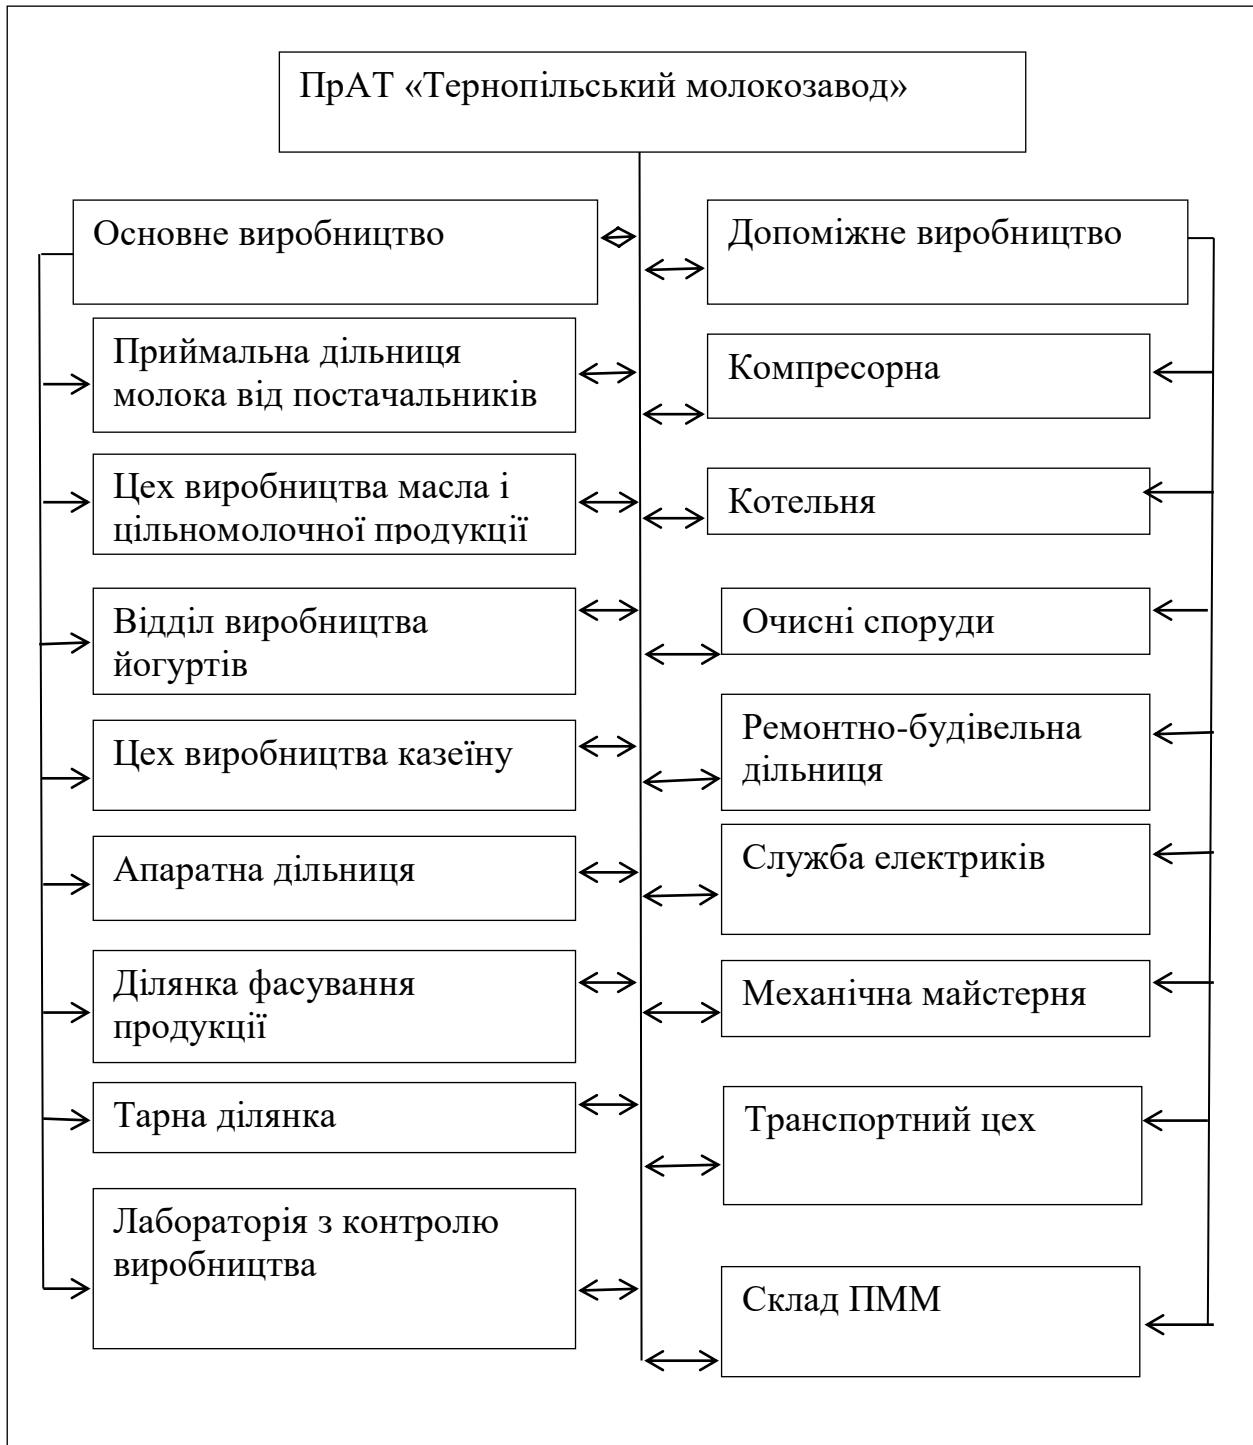 ПрАТ «Тернопільський молокозавод»
Основне виробництво
Приймальна дільниця
молока від постачальників
Цех виробництва масла і
цільномолочної продукції
Відділ виробництва
йогуртів
Цех виробництва казеїну
Апаратна дільниця
Ділянка фасування
продукції
Тарна ділянка
Лабораторія з контролю
виробництва
Допоміжне виробництво
Компресорна
Котельня
Очисні споруди
Ремонтно-будівельна
дільниця
Служба електриків
Механічна майстерня
Транспортний цех
Склад ПММ